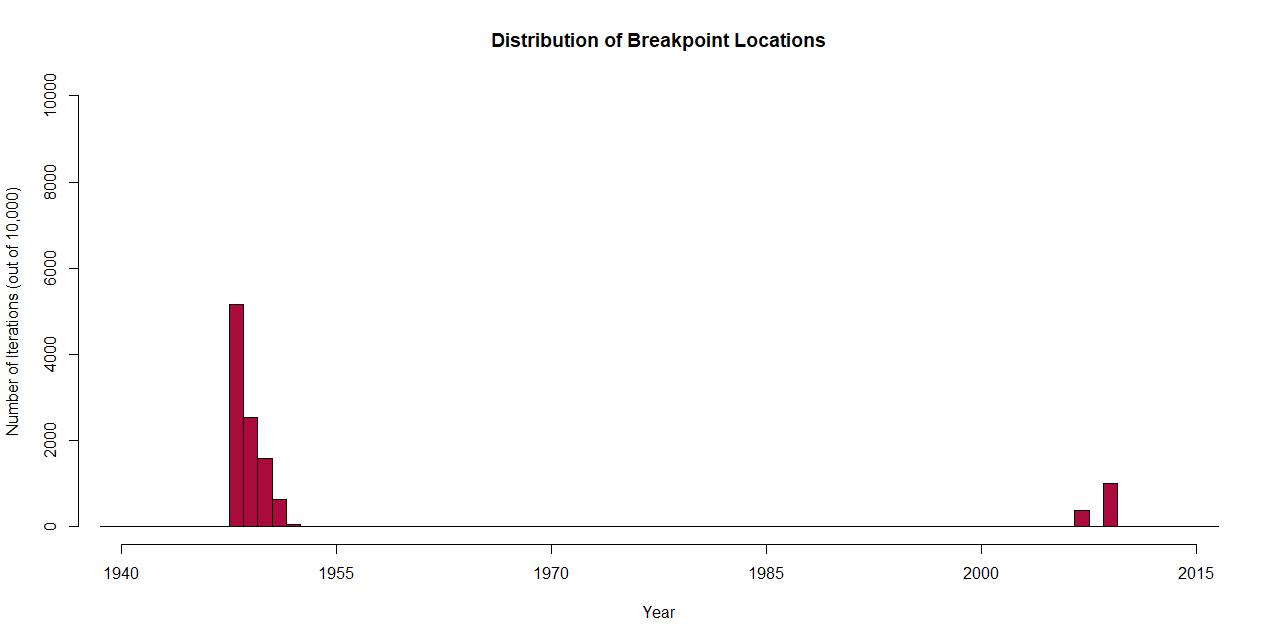 Distribution of Breakpoint Locations
Number of Iterations (out of 10,000)
10000
8000
6000
4000
2000
0
1940 1955 1970 1985 2000 2015
Year